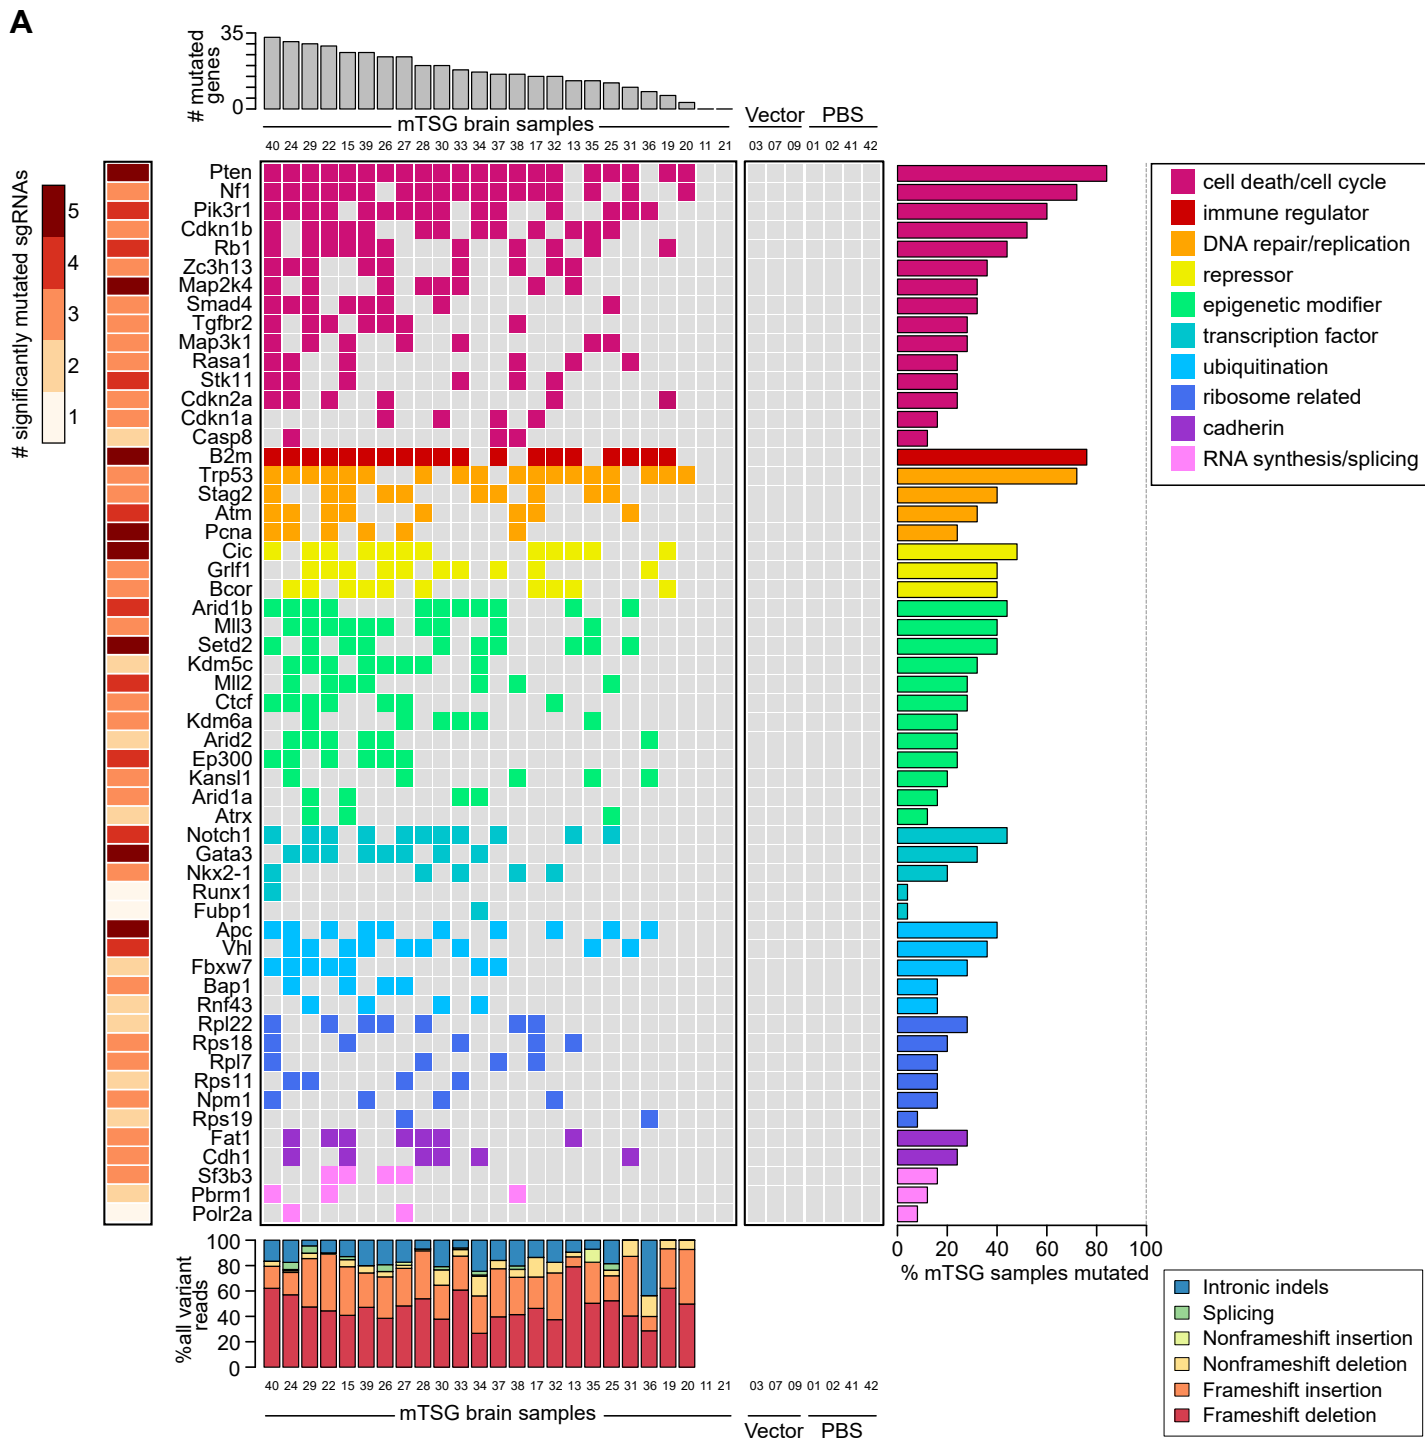 A
# mutated
genes
35
0
mTSG brain samples
Vector
PBS
40 24 29 22 15 39 26 27 28 30 33 34 37 38 17 32 13 35 25 31 36 19 20 11 21
03 07 09
01 02 41 42
# significantly mutated sgRNAs
5
4
3
2
1
Pten
Nf1
Pik3r1
Cdkn1b
Rb1
Zc3h13
Map2k4
Smad4
Tgfbr2
Map3k1
Rasa1
Stk11
Cdkn2a
Cdkn1a
Casp8
B2m
Trp53
Stag2
Atm
Pcna
Cic
Grlf1
Bcor
Arid1b
Mll3
Setd2
Kdm5c
Mll2
Ctcf
Kdm6a
Arid2
Ep300
Kansl1
Arid1a
Atrx
Notch1
Gata3
Nkx2-1
Runx1
Fubp1
Apc
Vhl
Fbxw7
Bap1
Rnf43
Rpl22
Rps18
Rpl7
Rps11
Npm1
Rps19
Fat1
Cdh1
Sf3b3
Pbrm1
Polr2a
cell death/cell cycle
immune regulator
DNA repair/replication
repressor
epigenetic modifier
transcription factor
ubiquitination
ribosome related
cadherin
RNA synthesis/splicing
0 20 40 60 80 100
% mTSG samples mutated
%all variant
reads
100
80
60
40
20
0
40 24 29 22 15 39 26 27 28 30 33 34 37 38 17 32 13 35 25 31 36 19 20 11 21
03 07 09
01 02 41 42
mTSG brain samples
Vector
PBS
Intronic indels
Splicing
Nonframeshift insertion
Nonframeshift deletion
Frameshift insertion
Frameshift deletion